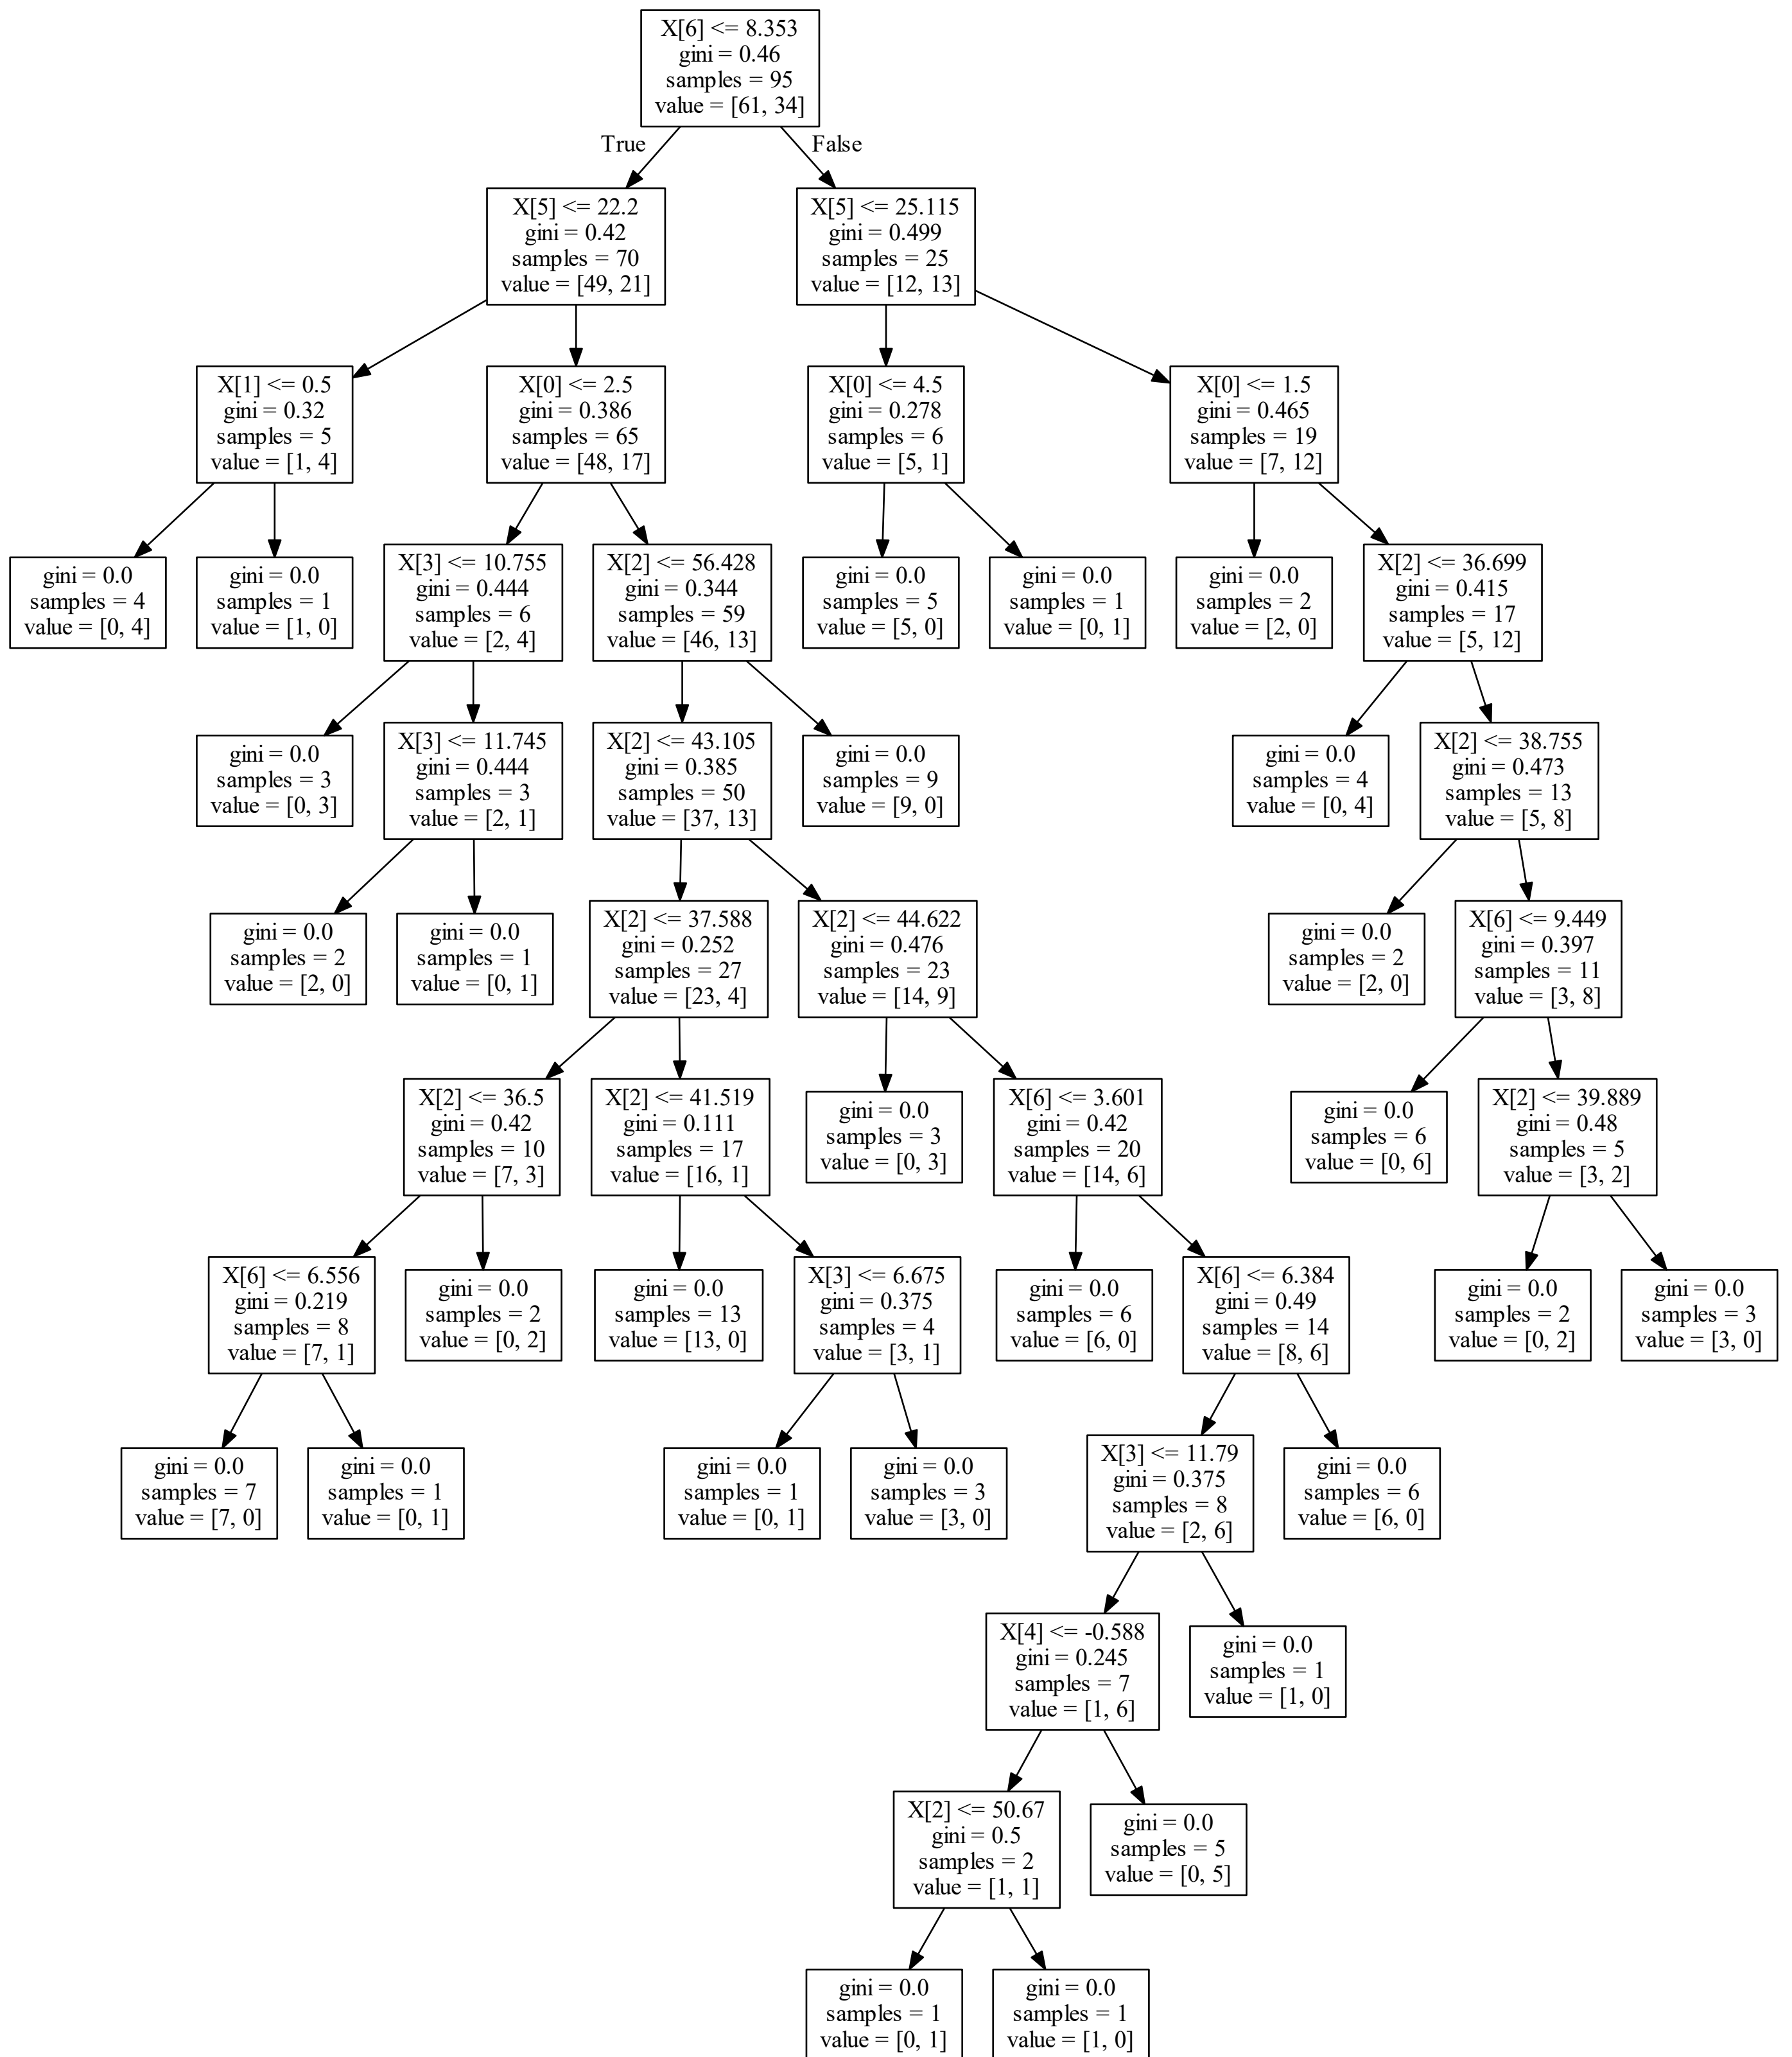 X[6] <= 8.353
gini = 0.46
samples = 95
value = [61, 34]
True
False
X[5] <= 22.2
gini = 0.42
samples = 70
value = [49, 21]
X[5] <= 25.115
gini = 0.499
samples = 25
value = [12, 13]
X[1] <= 0.5
gini = 0.32
samples = 5
value = [1, 4]
X[0] <= 2.5
gini = 0.386
samples = 65
value = [48, 17]
X[0] <= 4.5
gini = 0.278
samples = 6
value = [5, 1]
X[0] <= 1.5
gini = 0.465
samples = 19
value = [7, 12]
gini = 0.0
samples = 4
value = [0, 4]
gini = 0.0
samples = 1
value = [1, 0]
X[3] <= 10.755
gini = 0.444
samples = 6
value = [2, 4]
X[2] <= 56.428
gini = 0.344
samples = 59
value = [46, 13]
gini = 0.0
samples = 5
value = [5, 0]
gini = 0.0
samples = 1
value = [0, 1]
gini = 0.0
samples = 2
value = [2, 0]
X[2] <= 36.699
gini = 0.415
samples = 17
value = [5, 12]
gini = 0.0
samples = 3
value = [0, 3]
X[3] <= 11.745
gini = 0.444
samples = 3
value = [2, 1]
X[2] <= 43.105
gini = 0.385
samples = 50
value = [37, 13]
gini = 0.0
samples = 9
value = [9, 0]
gini = 0.0
samples = 4
value = [0, 4]
X[2] <= 38.755
gini = 0.473
samples = 13
value = [5, 8]
gini = 0.0
samples = 2
value = [2, 0]
gini = 0.0
samples = 1
value = [0, 1]
X[2] <= 37.588
gini = 0.252
samples = 27
value = [23, 4]
X[2] <= 44.622
gini = 0.476
samples = 23
value = [14, 9]
gini = 0.0
samples = 2
value = [2, 0]
X[6] <= 9.449
gini = 0.397
samples = 11
value = [3, 8]
X[2] <= 36.5
gini = 0.42
samples = 10
value = [7, 3]
X[2] <= 41.519
gini = 0.111
samples = 17
value = [16, 1]
gini = 0.0
samples = 3
value = [0, 3]
X[6] <= 3.601
gini = 0.42
samples = 20
value = [14, 6]
gini = 0.0
samples = 6
value = [0, 6]
X[2] <= 39.889
gini = 0.48
samples = 5
value = [3, 2]
X[6] <= 6.556
gini = 0.219
samples = 8
value = [7, 1]
gini = 0.0
samples = 2
value = [0, 2]
gini = 0.0
samples = 13
value = [13, 0]
X[3] <= 6.675
gini = 0.375
samples = 4
value = [3, 1]
gini = 0.0
samples = 6
value = [6, 0]
X[6] <= 6.384
gini = 0.49
samples = 14
value = [8, 6]
gini = 0.0
samples = 2
value = [0, 2]
gini = 0.0
samples = 3
value = [3, 0]
gini = 0.0
samples = 7
value = [7, 0]
gini = 0.0
samples = 1
value = [0, 1]
gini = 0.0
samples = 1
value = [0, 1]
gini = 0.0
samples = 3
value = [3, 0]
X[3] <= 11.79
gini = 0.375
samples = 8
value = [2, 6]
gini = 0.0
samples = 6
value = [6, 0]
X[4] <= -0.588
gini = 0.245
samples = 7
value = [1, 6]
gini = 0.0
samples = 1
value = [1, 0]
X[2] <= 50.67
gini = 0.5
samples = 2
value = [1, 1]
gini = 0.0
samples = 5
value = [0, 5]
gini = 0.0
samples = 1
value = [0, 1]
gini = 0.0
samples = 1
value = [1, 0]